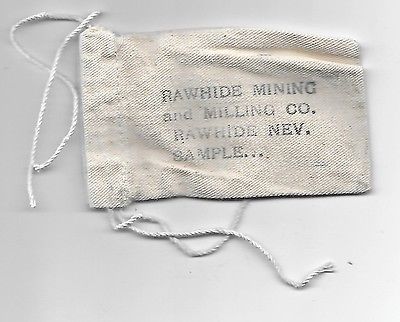 RAWHIDE MINING
and MILLING CO.
RAWHIDE NEV.
SAMPLE...